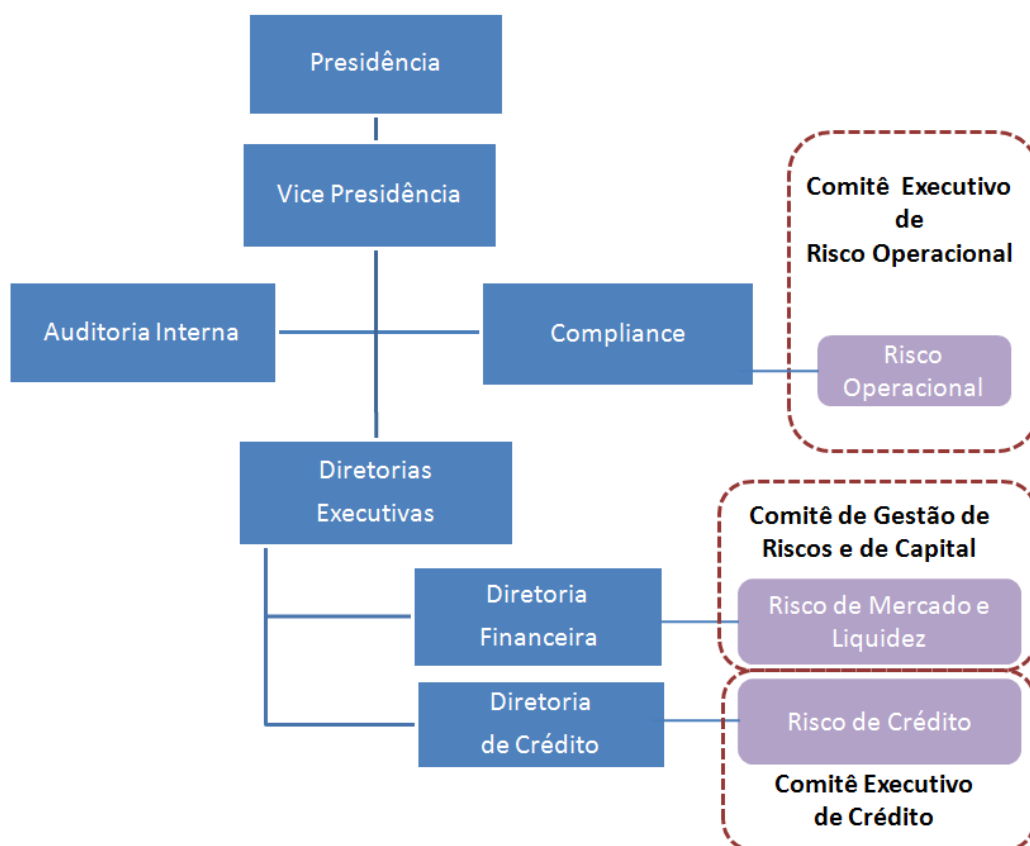 Presidência
Vice Presidência
Comitê Executivo
de
Risco Operacional
Auditoria Interna
Compliance
Risco
Operacional
Diretorias
Executivas
Comitê de Gestão de
Riscos e de Capital
Diretoria
Financeira
Risco de Mercado e
Liquidez
Diretoria
de Crédito
Risco de Crédito
Comitê Executivo
de Crédito